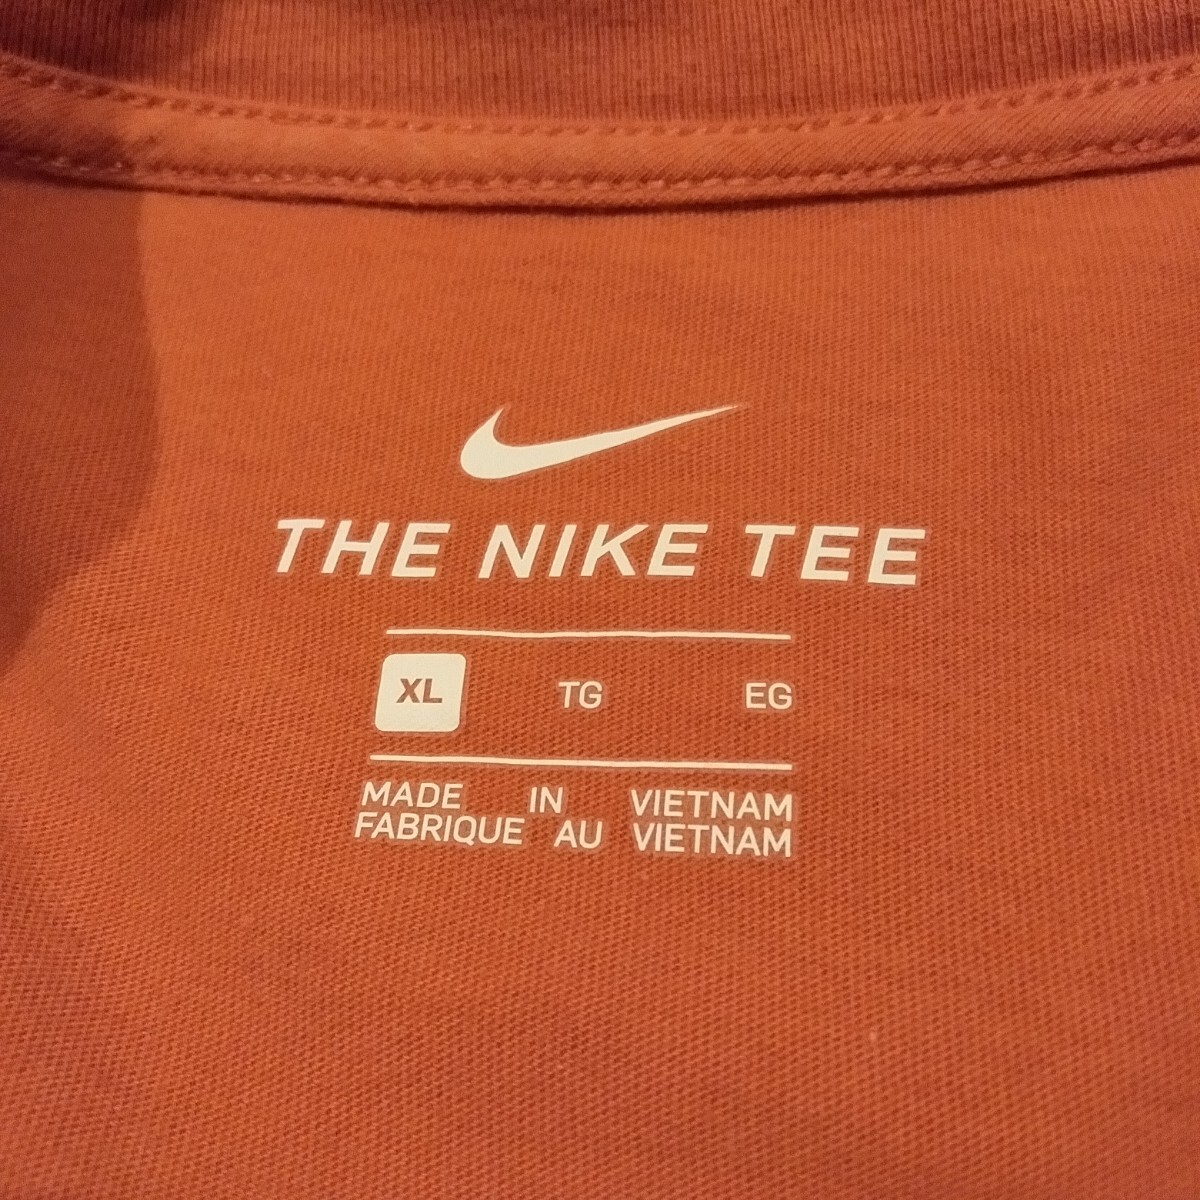 THE NIKE TEE
XL TG EG
MADE IN VIETNAM
FABRIQUE AU VIETNAM